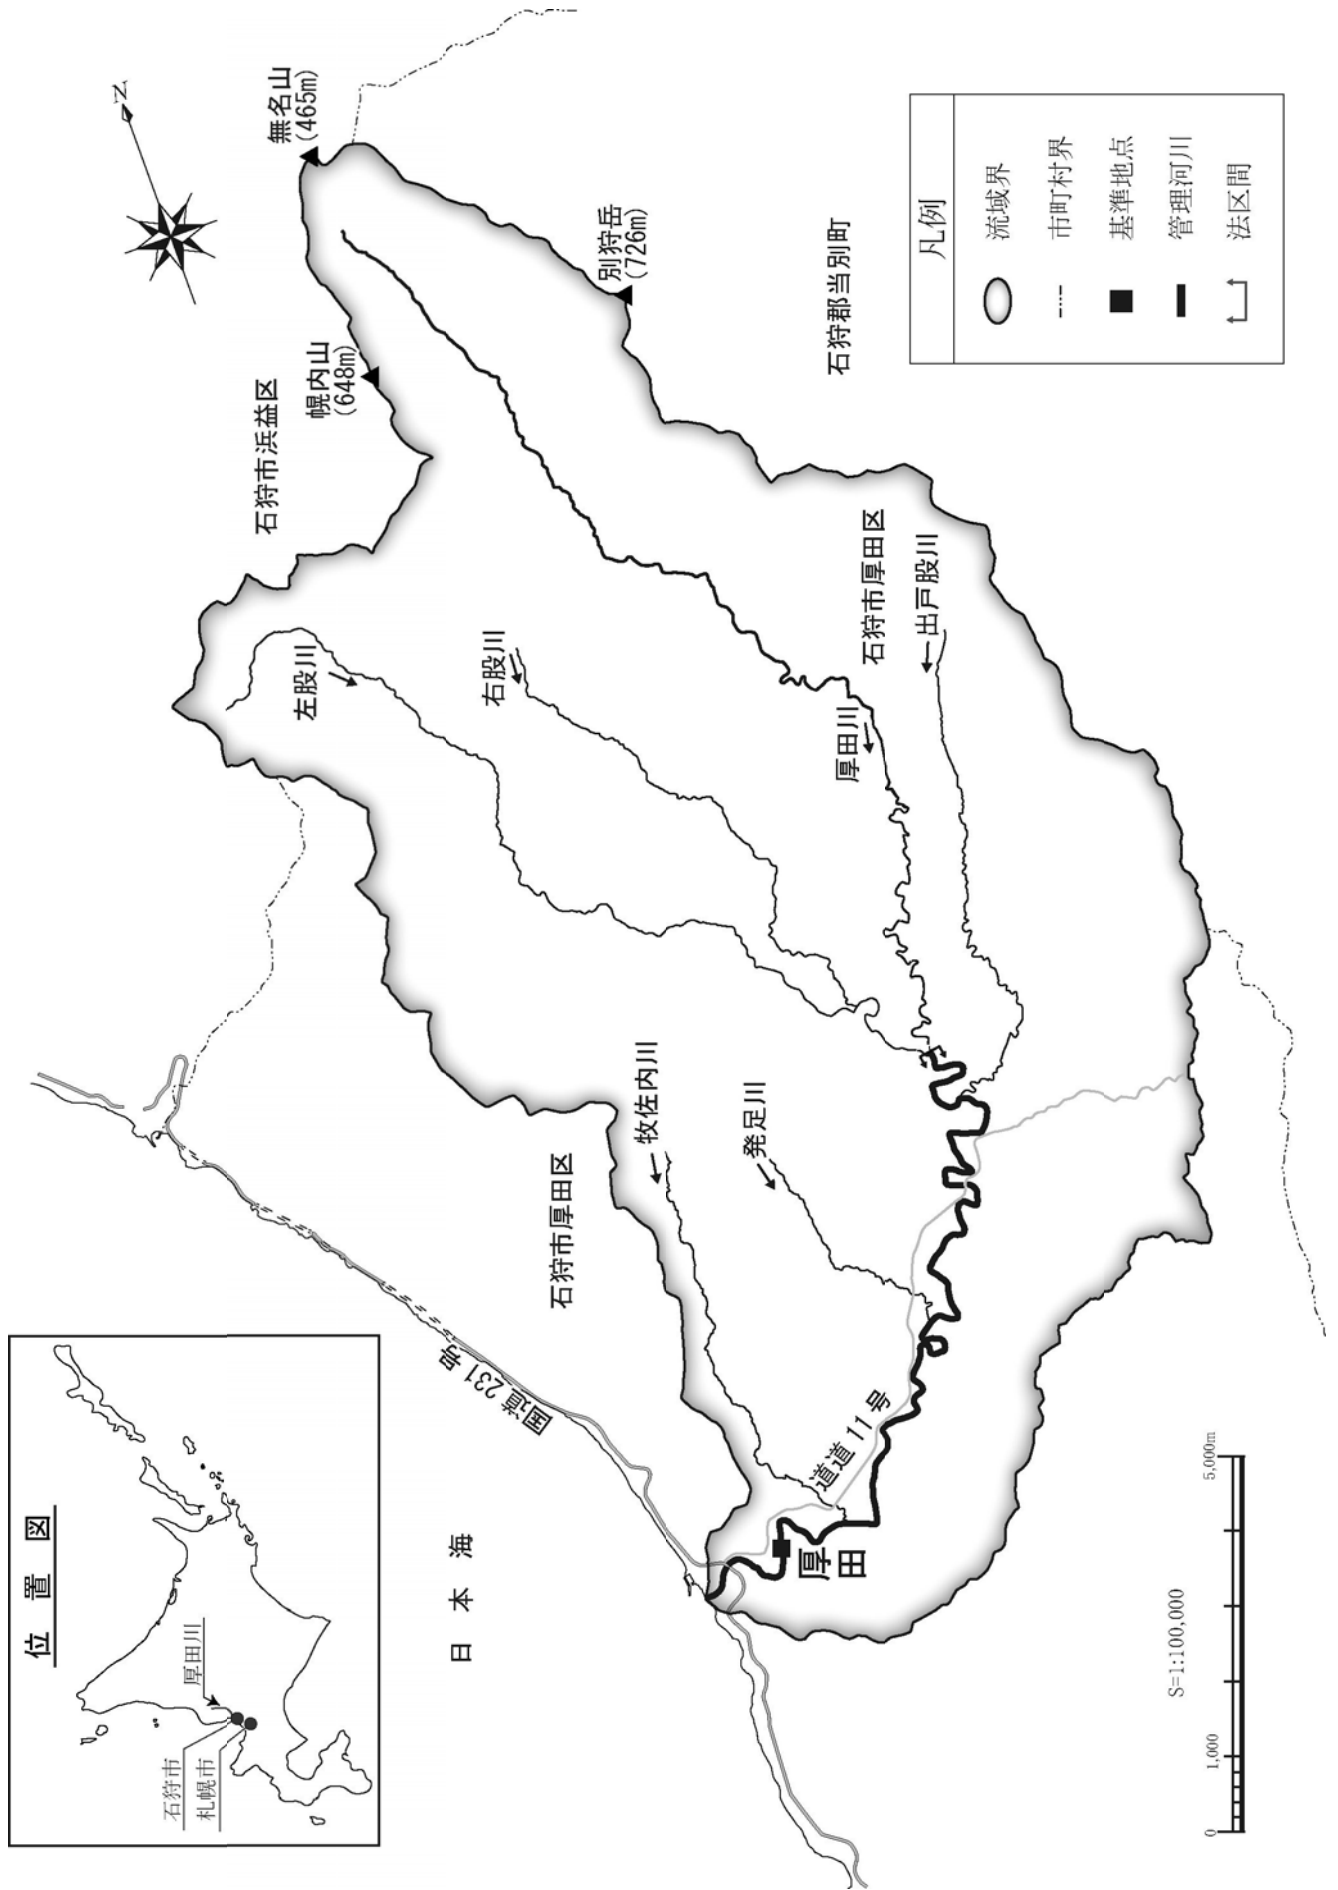 位置図
厚田川
石狩市
札幌市
日本海
国道231号
石狩市浜益区
無名山
(465m)
幌内山
(648m)
別狩岳
(726m)
石狩郡当別町
左股川
右股川
石狩市厚田区
出戸股川
厚田川
石狩市厚田区
牧佐内川
発足川
道道11号
厚田
N
凡例
流域界
市町村界
基準地点
管理河川
法区間
S=1:100,000
0
1,000
5,000m